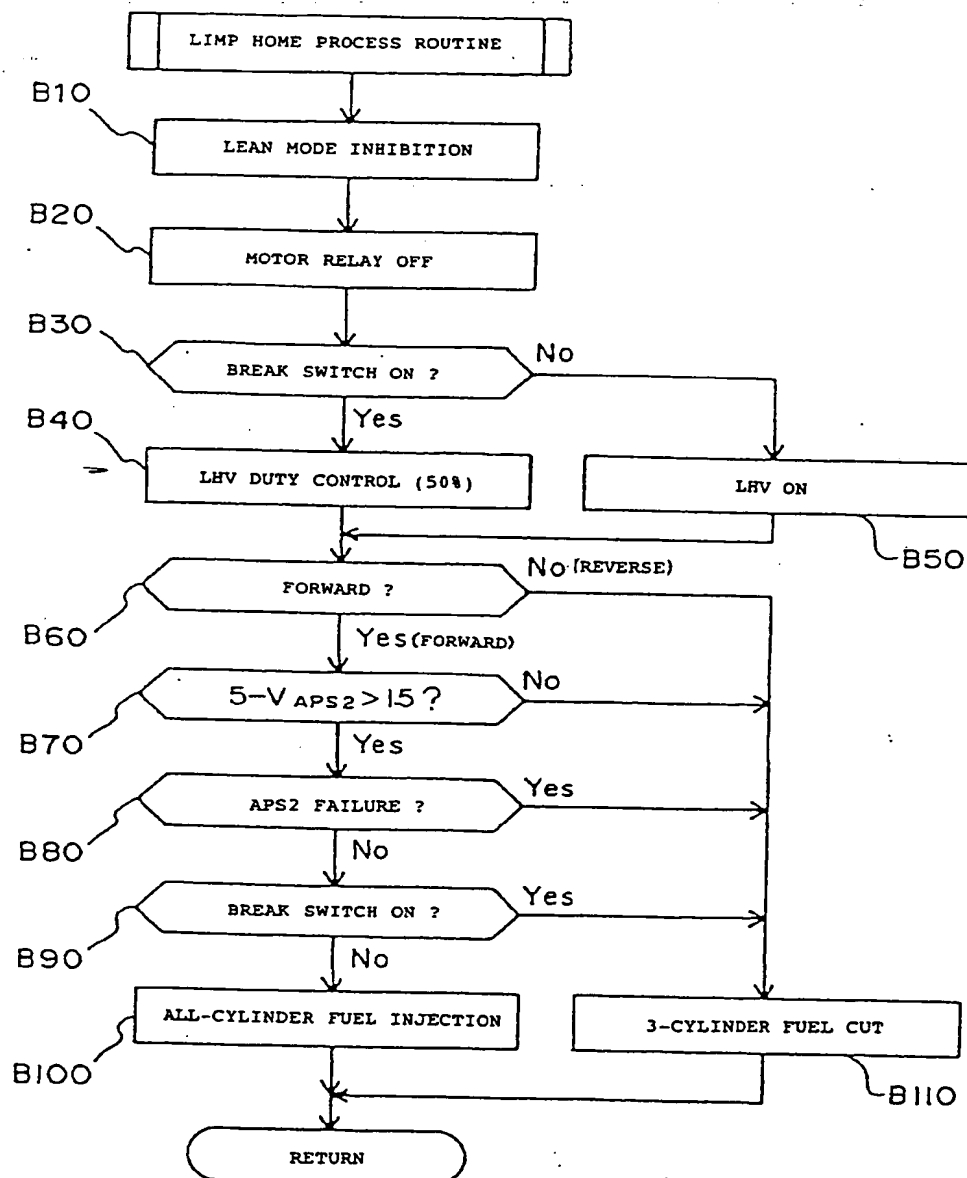 LIMP HOME PROCESS ROUTINE
B10
LEAN MODE INHIBITION
B20
MOTOR RELAY OFF
B30
BREAK SWITCH ON ?
No
Yes
B40
LHV DUTY CONTROL (50%)
LHV ON
B50
FORWARD ?
No (REVERSE)
B60
Yes (FORWARD)
5-V APS2 > 1.5 ?
No
B70
Yes
APS2 FAILURE ?
Yes
B80
No
BREAK SWITCH ON ?
Yes
B90
No
ALL-CYLINDER FUEL INJECTION
3-CYLINDER FUEL CUT
B100
B110
RETURN